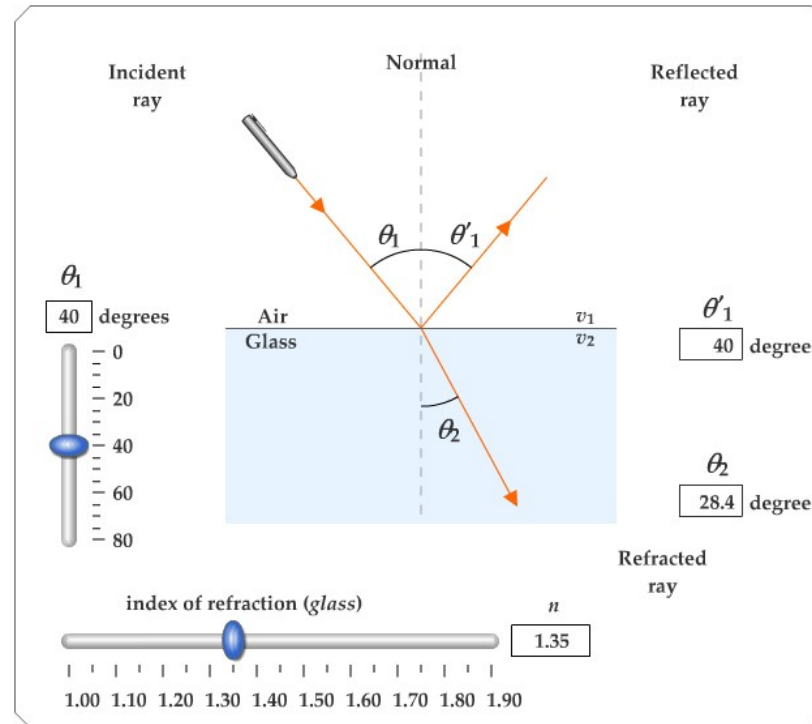 Incident
ray
Normal
Reflected
ray
θ₁
θ'₁
θ₁
40 degrees
0
20
40
60
80
Air
Glass
v₁
v₂
θ'₁
40 degree
θ₂
θ₂
28.4 degree
Refracted
ray
index of refraction (glass)
n
1.35
1.00 1.10 1.20 1.30 1.40 1.50 1.60 1.70 1.80 1.90